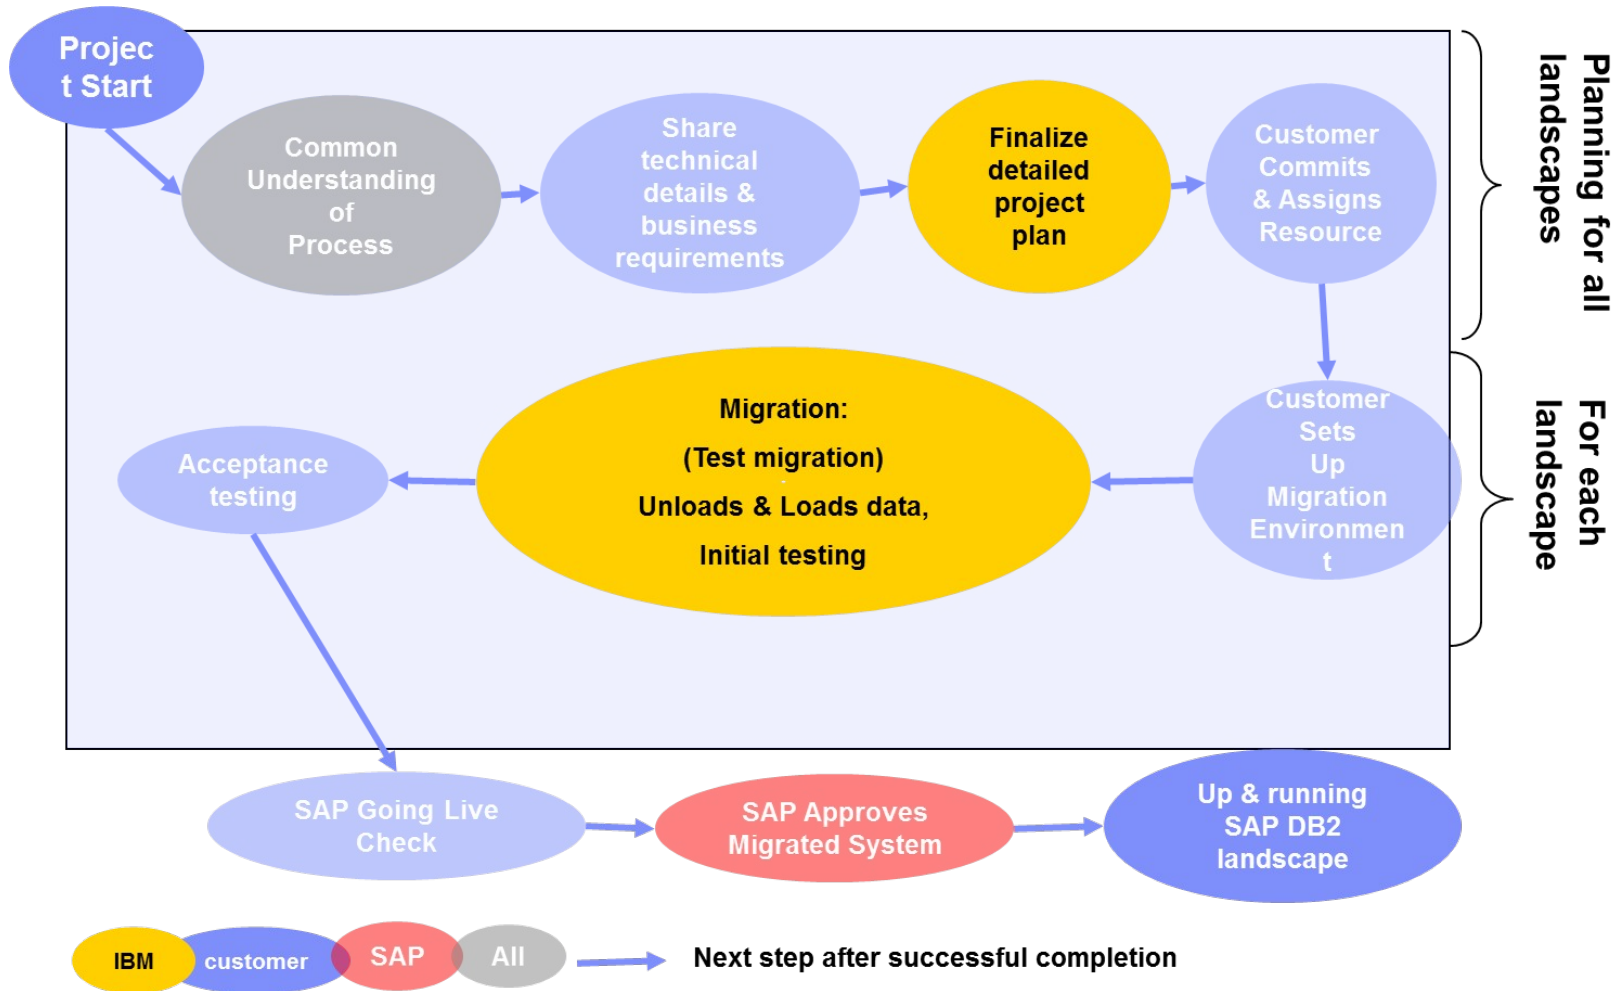 Projec
t Start
Common
Understanding
of
Process
Share
technical
details &
business
requirements
Finalize
detailed
project
plan
Customer
Commits
& Assigns
Resource
Planning for all
landscapes
Customer
Sets
Up
Migration
Environmen
t
Migration:
(Test migration)
Unloads & Loads data,
Initial testing
Acceptance
testing
For each
landscape
SAP Going Live
Check
SAP Approves
Migrated System
Up & running
SAP DB2
landscape
IBM
customer
SAP
All
Next step after successful completion